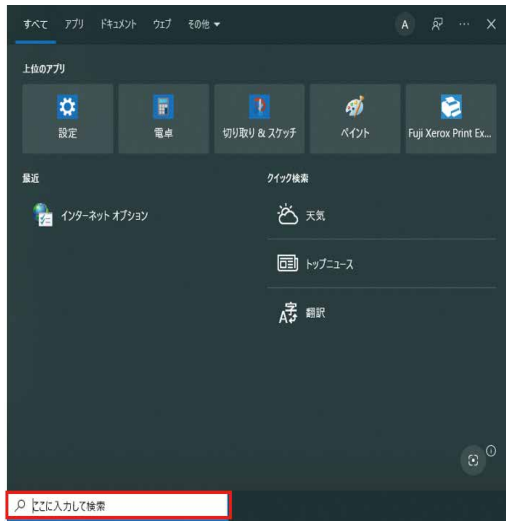 すべて アプリ ドキュメント ウェブ その他 A
上位のアプリ
設定 電卓 切り取り & スケッチ ペイント Fuji Xerox Print Ex...
最近 クイック検索
インターネット オプション 天気
トップニュース
翻訳
ここに入力して検索